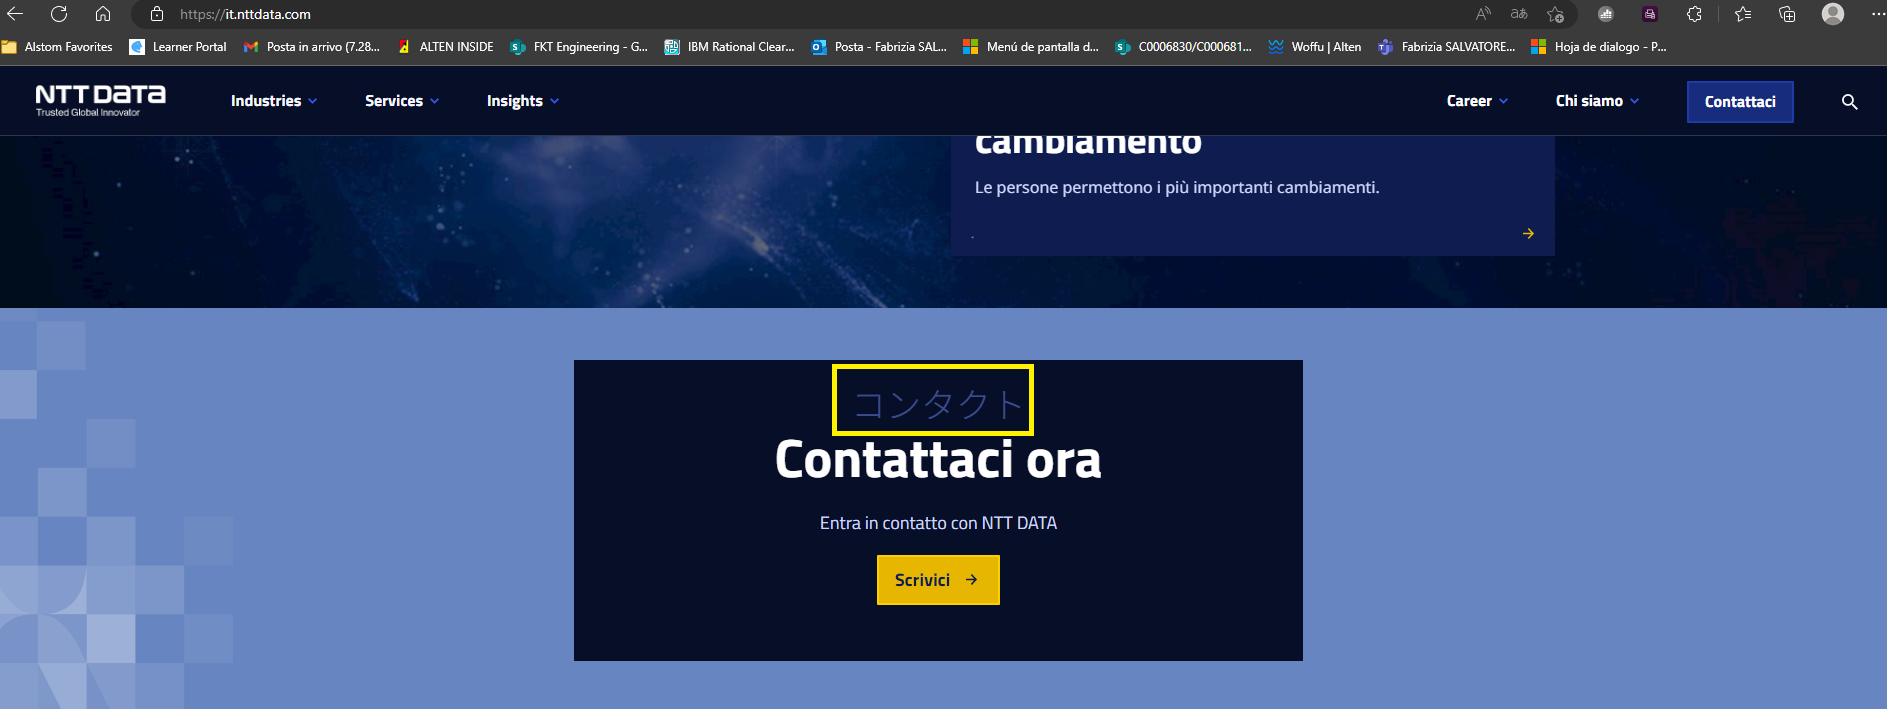 https://it.nttdata.com
Alstom Favorites
Learner Portal
Posta in arrivo (7.28...
ALTEN INSIDE
FKT Engineering - G...
IBM Rational Clear...
Posta - Fabrizia SAL...
Menú de pantalla d...
C0006830/C000681...
Woffu | Alten
Fabrizia SALVATORE...
Hoja de dialogo - P...
NTT DATA
Trusted Global Innovator
Industries
Services
Insights
Career
Chi siamo
Contattaci
cambiamento
Le persone permettono i più importanti cambiamenti.
コンタクト
Contattaci ora
Entra in contatto con NTT DATA
Scrivici